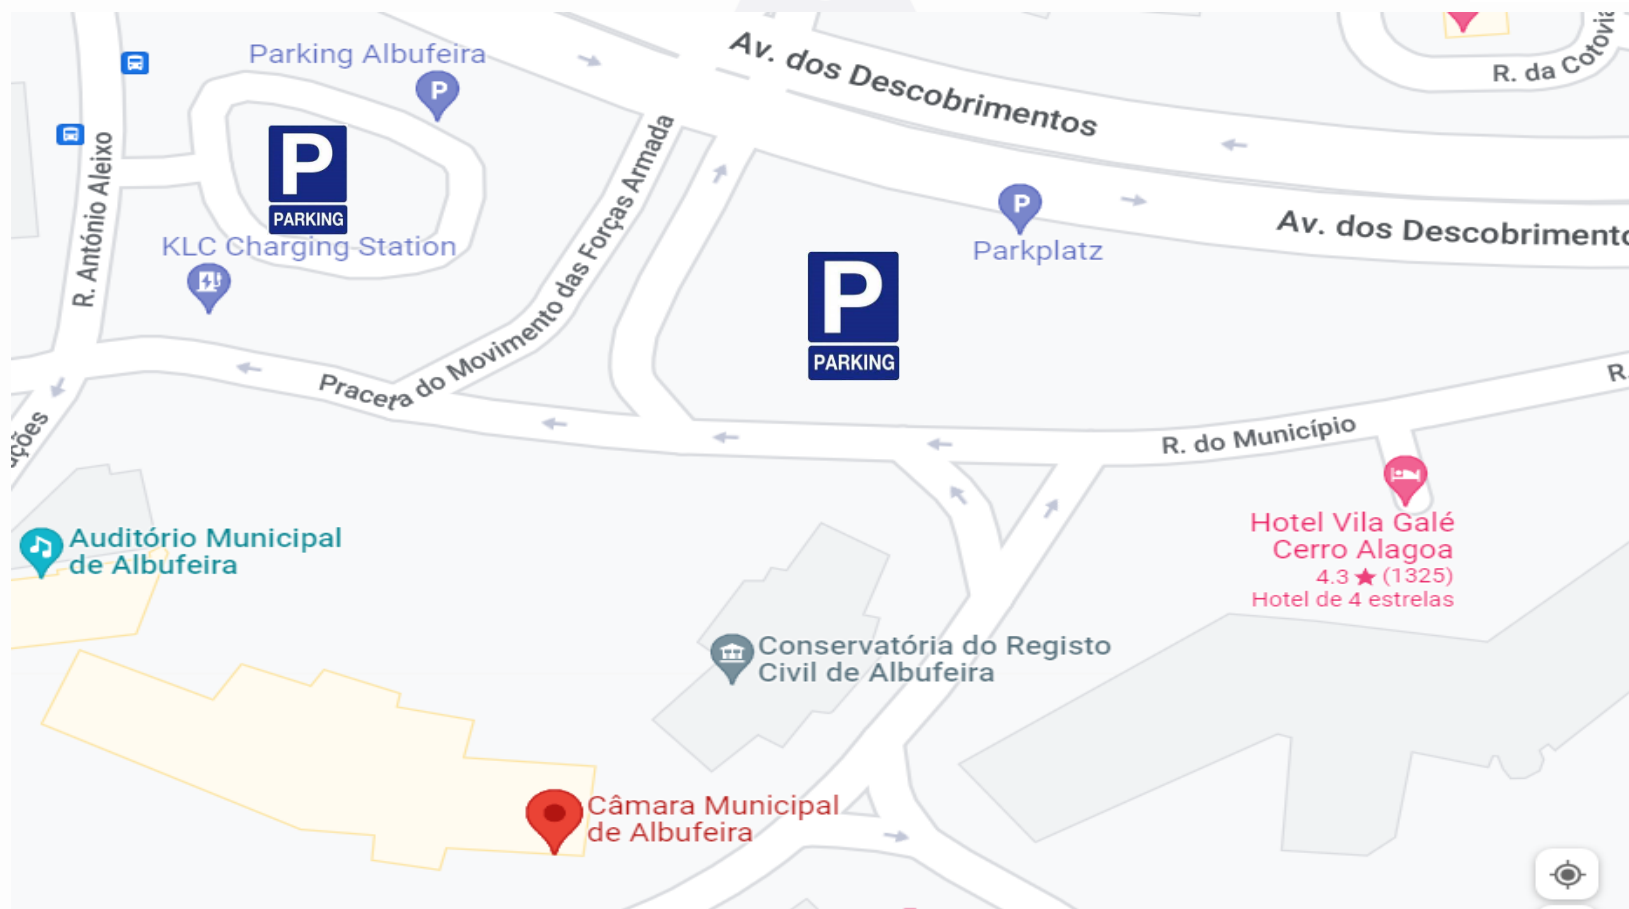 Parking Albufeira
P
P
PARKING
KLC Charging Station
R. António Aleixo
Av. dos Descobrimentos
R. da Cotovia
Praceta do Movimento das Forças Armada
P
Parkplatz
Av. dos Descobrimento
P
PARKING
R. do Município
R.
ções
Hotel Vila Galé
Cerro Alagoa
4.3 ★ (1325)
Hotel de 4 estrelas
Auditório Municipal
de Albufeira
Conservatória do Registo
Civil de Albufeira
Câmara Municipal
de Albufeira